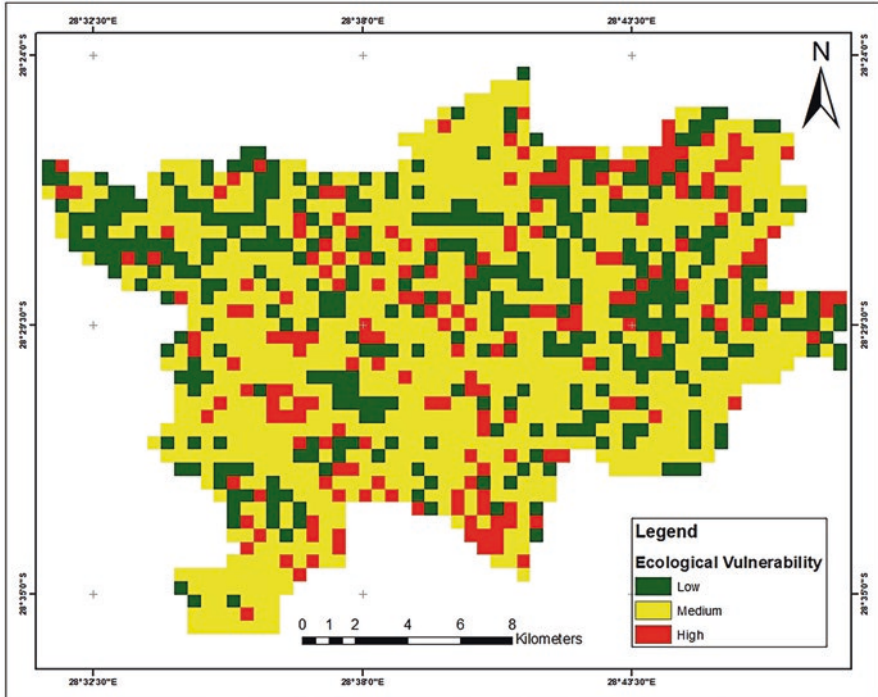 28°32'30"E 28°38'0"E 28°43'30"E
28°24'0"S 28°24'0"S
N
28°29'30"S 28°29'30"S
Legend
Ecological Vulnerability
Low
Medium
High
28°35'0"S 28°35'0"S
0 1 2 4 6 8
Kilometers
28°32'30"E 28°38'0"E 28°43'30"E